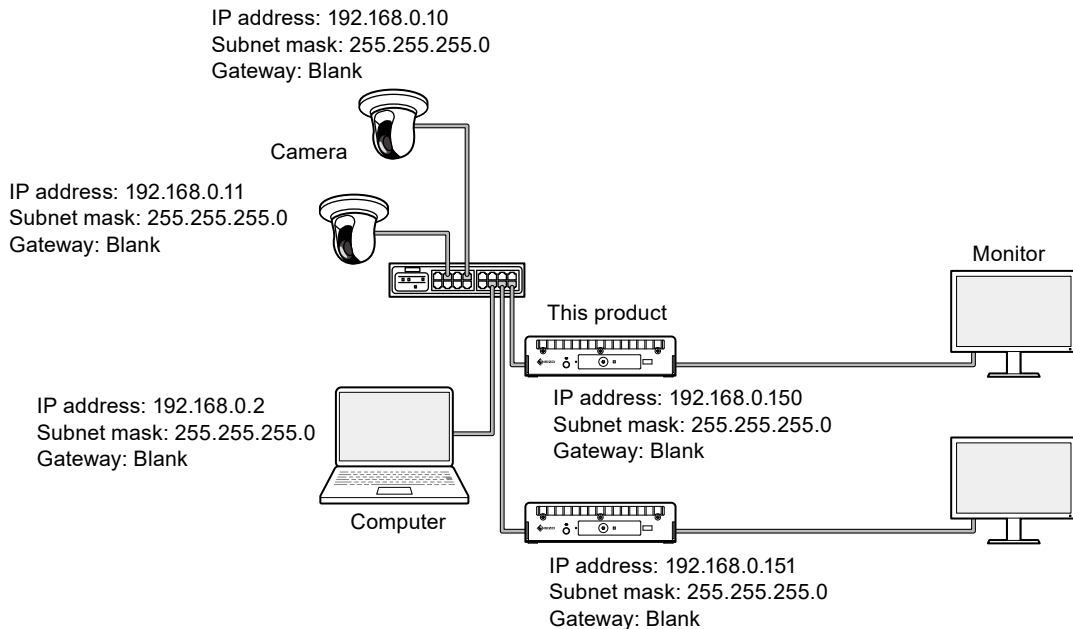 IP address: 192.168.0.10
Subnet mask: 255.255.255.0
Gateway: Blank
Camera
IP address: 192.168.0.11
Subnet mask: 255.255.255.0
Gateway: Blank
Monitor
This product
IP address: 192.168.0.150
Subnet mask: 255.255.255.0
Gateway: Blank
IP address: 192.168.0.2
Subnet mask: 255.255.255.0
Gateway: Blank
Computer
IP address: 192.168.0.151
Subnet mask: 255.255.255.0
Gateway: Blank